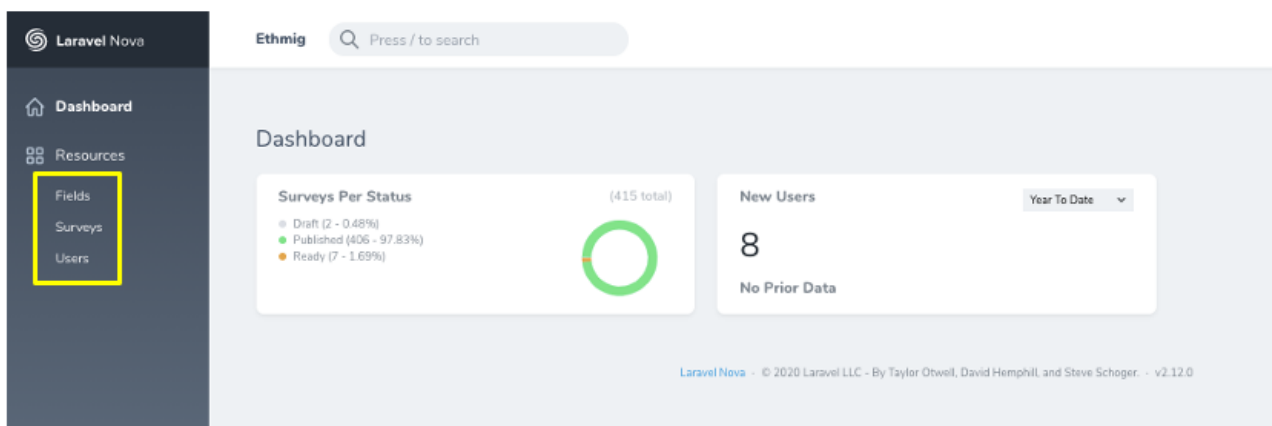 Laravel Nova
Ethmig
Press / to search
Dashboard
Resources
Fields
Surveys
Users
Dashboard
Surveys Per Status
(415 total)
Draft (2 - 0.48%)
Published (406 - 97.83%)
Ready (7 - 1.69%)
New Users
Year To Date
8
No Prior Data
Laravel Nova · © 2020 Laravel LLC - By Taylor Otwell, David Hemphill, and Steve Schoger. · v2.12.0